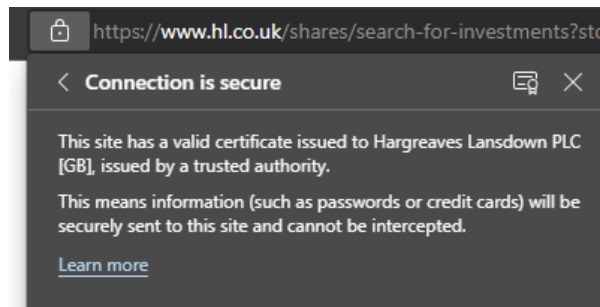 https://www.hl.co.uk/shares/search-for-investments?sto
Connection is secure
This site has a valid certificate issued to Hargreaves Lansdown PLC
[GB], issued by a trusted authority.
This means information (such as passwords or credit cards) will be
securely sent to this site and cannot be intercepted.
Learn more